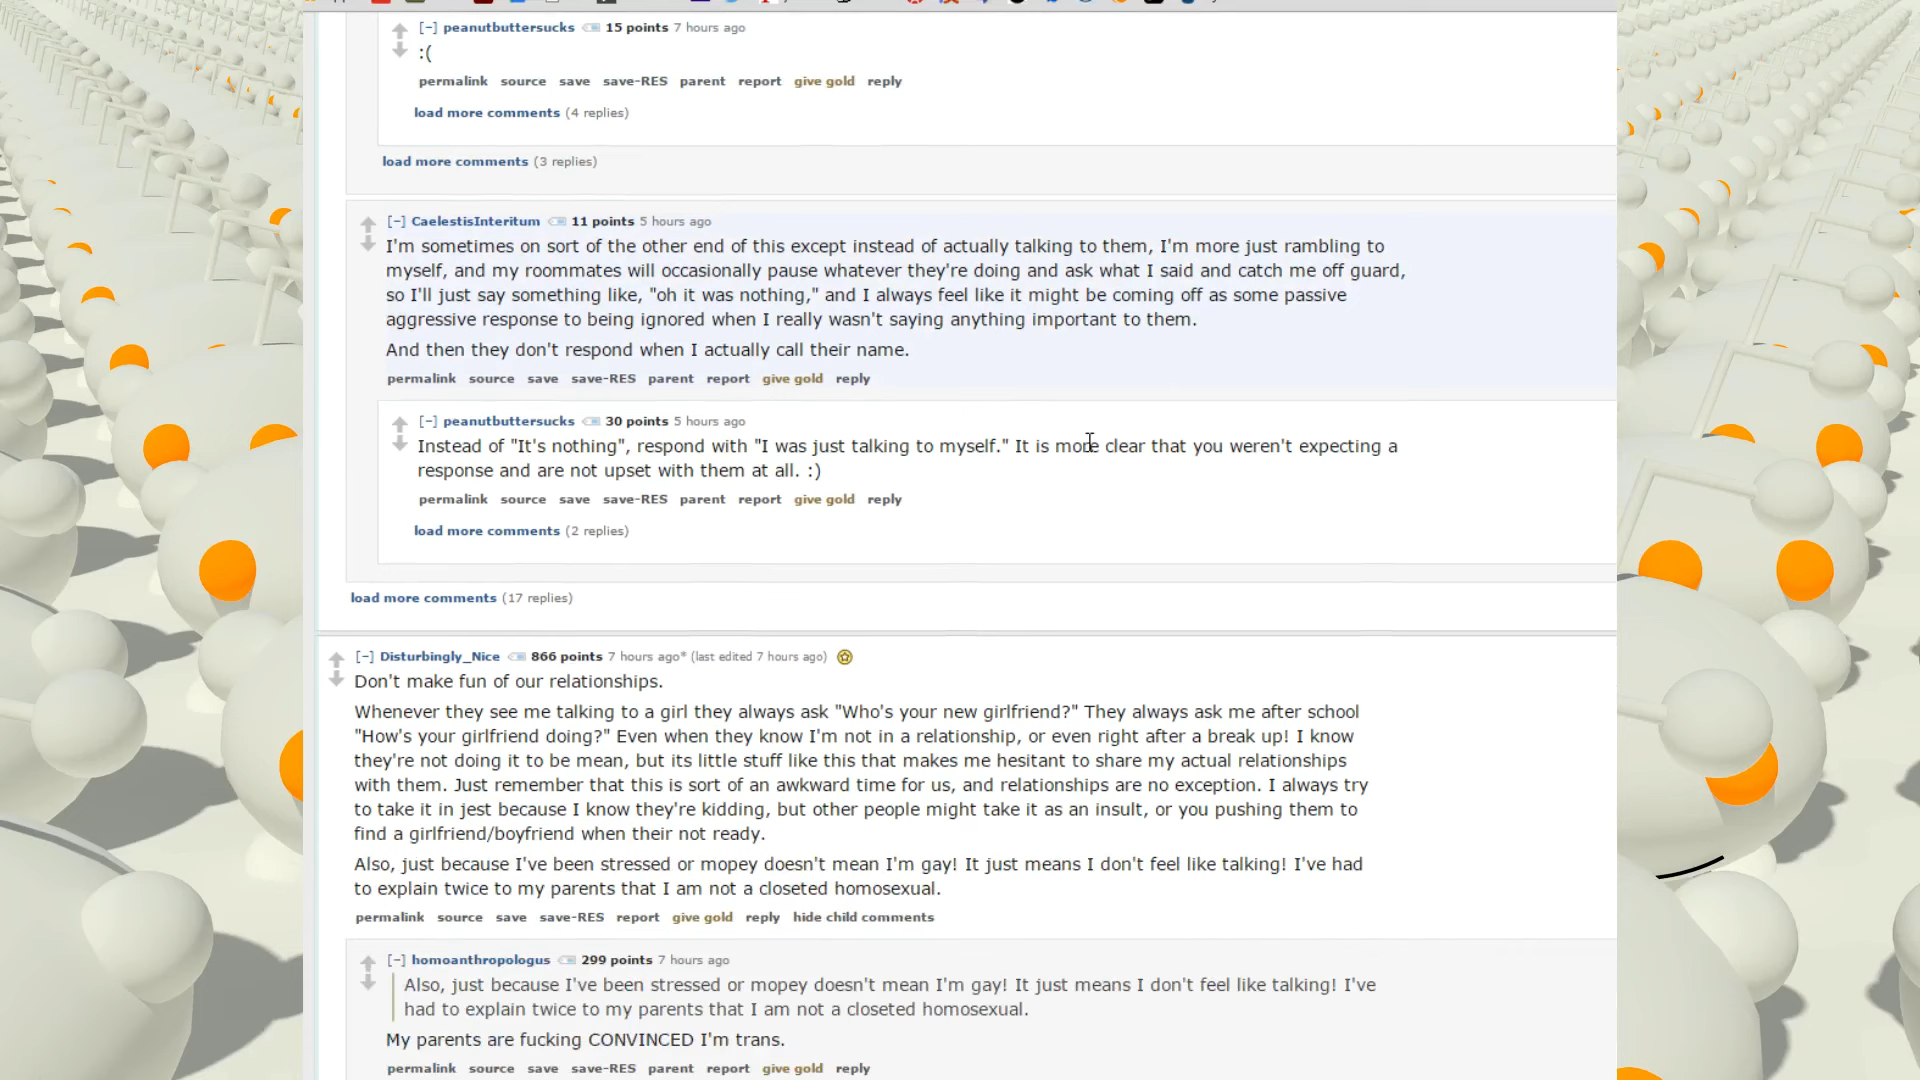 [-] peanutbuttersucks 15 points 7 hours ago
:(
permalink source save save-RES parent report give gold reply
load more comments (4 replies)
load more comments (3 replies)
[-] CaelestisInteritum 11 points 5 hours ago
I'm sometimes on sort of the other end of this except instead of actually talking to them, I'm more just rambling to
myself, and my roommates will occasionally pause whatever they're doing and ask what I said and catch me off guard,
so I'll just say something like, "oh it was nothing," and I always feel like it might be coming off as some passive
aggressive response to being ignored when I really wasn't saying anything important to them.
And then they don't respond when I actually call their name.
permalink source save save-RES parent report give gold reply
[-] peanutbuttersucks 30 points 5 hours ago
Instead of "It's nothing", respond with "I was just talking to myself." It is more clear that you weren't expecting a
response and are not upset with them at all. :)
permalink source save save-RES parent report give gold reply
load more comments (2 replies)
load more comments (17 replies)
[-] Disturbingly_Nice 866 points 7 hours ago* (last edited 7 hours ago)
Don't make fun of our relationships.
Whenever they see me talking to a girl they always ask "Who's your new girlfriend?" They always ask me after school
"How's your girlfriend doing?" Even when they know I'm not in a relationship, or even right after a break up! I know
they're not doing it to be mean, but its little stuff like this that makes me hesitant to share my actual relationships
with them. Just remember that this is sort of an awkward time for us, and relationships are no exception. I always try
to take it in jest because I know they're kidding, but other people might take it as an insult, or you pushing them to
find a girlfriend/boyfriend when their not ready.
Also, just because I've been stressed or mopey doesn't mean I'm gay! It just means I don't feel like talking! I've had
to explain twice to my parents that I am not a closeted homosexual.
permalink source save save-RES report give gold reply hide child comments
[-] homoanthropologus 299 points 7 hours ago
Also, just because I've been stressed or mopey doesn't mean I'm gay! It just means I don't feel like talking! I've
had to explain twice to my parents that I am not a closeted homosexual.
My parents are fucking CONVINCED I'm trans.
permalink source save save-RES parent report give gold reply